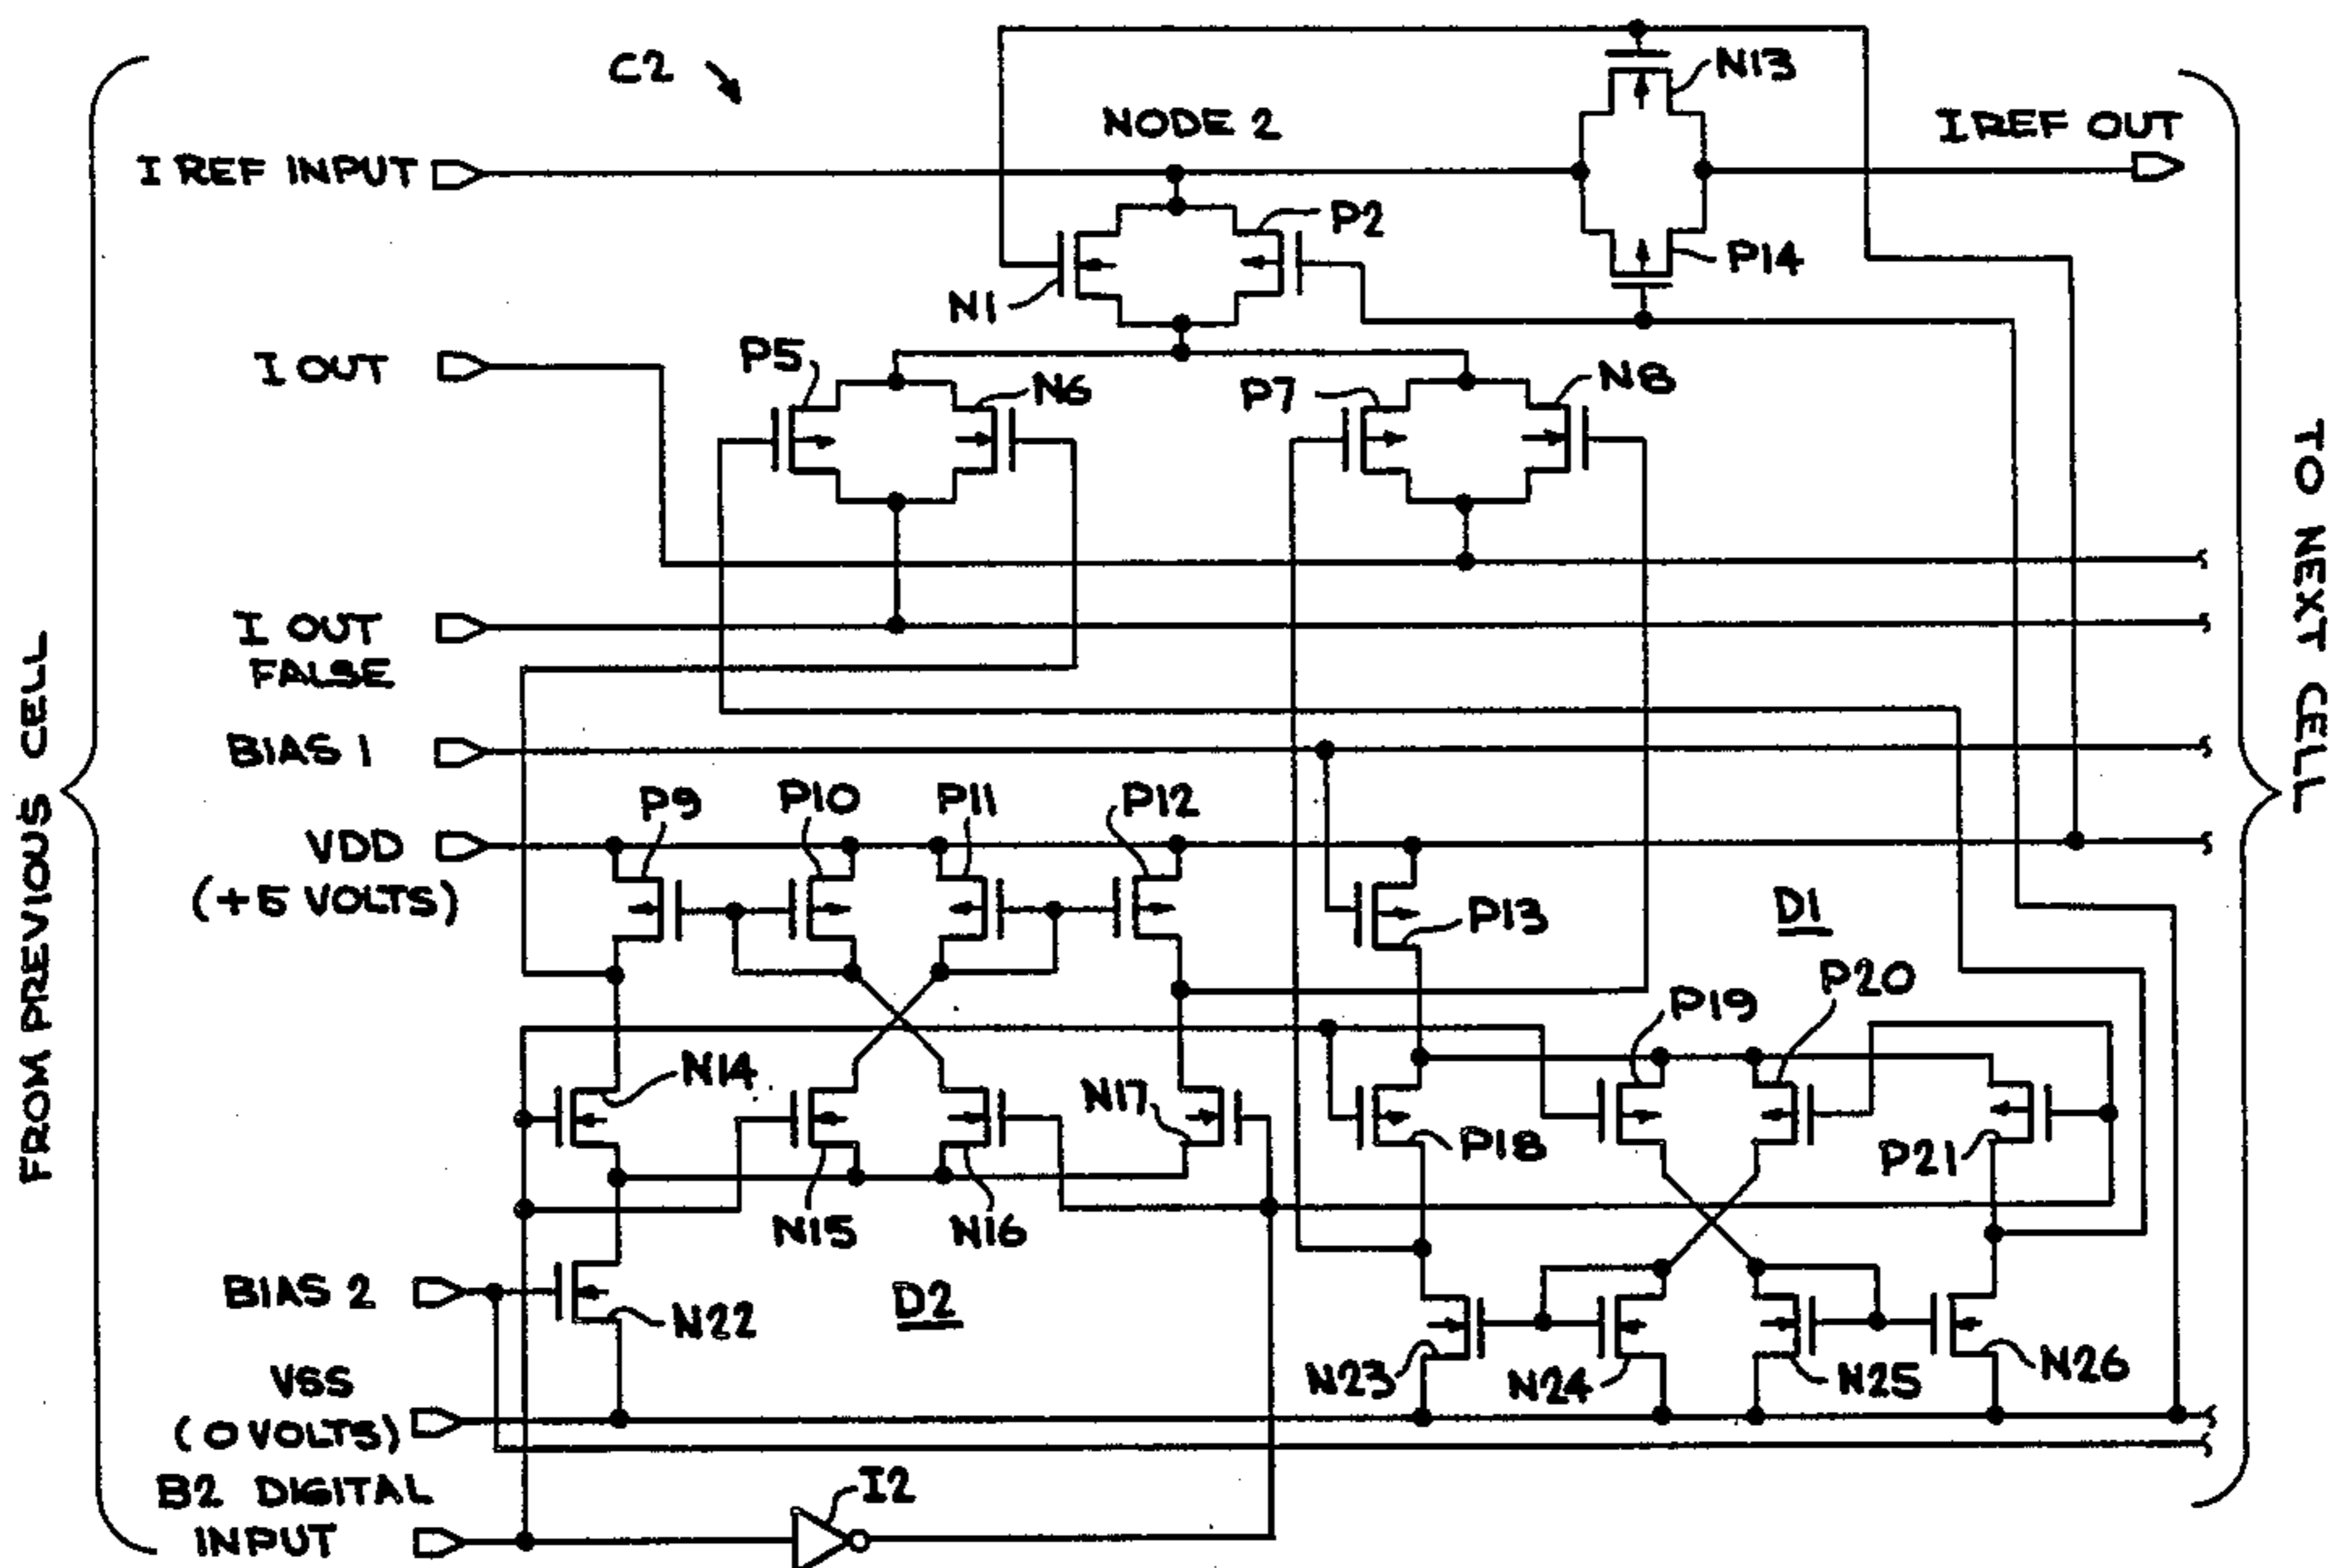 C2
N13
NODE 2
I REF OUT
I REF INPUT
P2
P14
N1
P5
N6
P7
N8
I OUT
TO NEXT CELL
I OUT
FALSE
FROM PREVIOUS CELL
BIAS 1
P9
P10
P11
P12
VDD
(+5 VOLTS)
P13
D1
P19
P20
N14
N17
P18
P21
N15
N16
BIAS 2
N22
D2
N23
N24
N25
N26
VSS
(0 VOLTS)
B2 DIGITAL
INPUT
I2